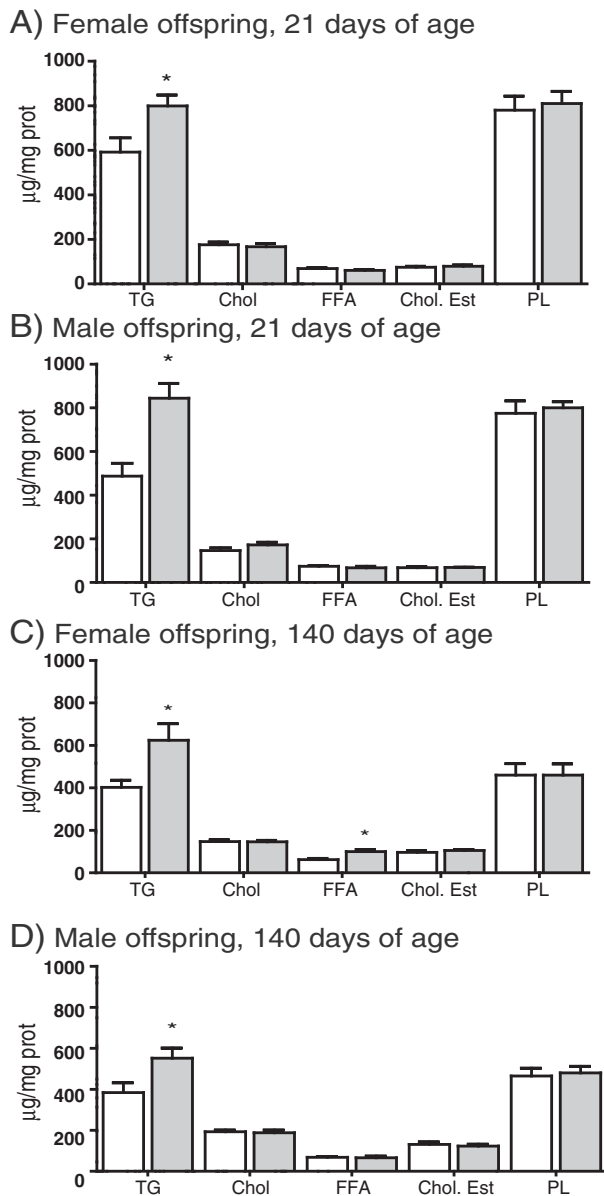 A) Female offspring, 21 days of age
1000
800
600
400
200
0
µg/mg prot
*
TG Chol FFA Chol. Est PL
B) Male offspring, 21 days of age
1000
800
600
400
200
0
µg/mg prot
*
TG Chol FFA Chol. Est PL
C) Female offspring, 140 days of age
1000
800
600
400
200
0
µg/mg prot
*
*
TG Chol FFA Chol. Est PL
D) Male offspring, 140 days of age
1000
800
600
400
200
0
µg/mg prot
*
TG Chol FFA Chol. Est PL